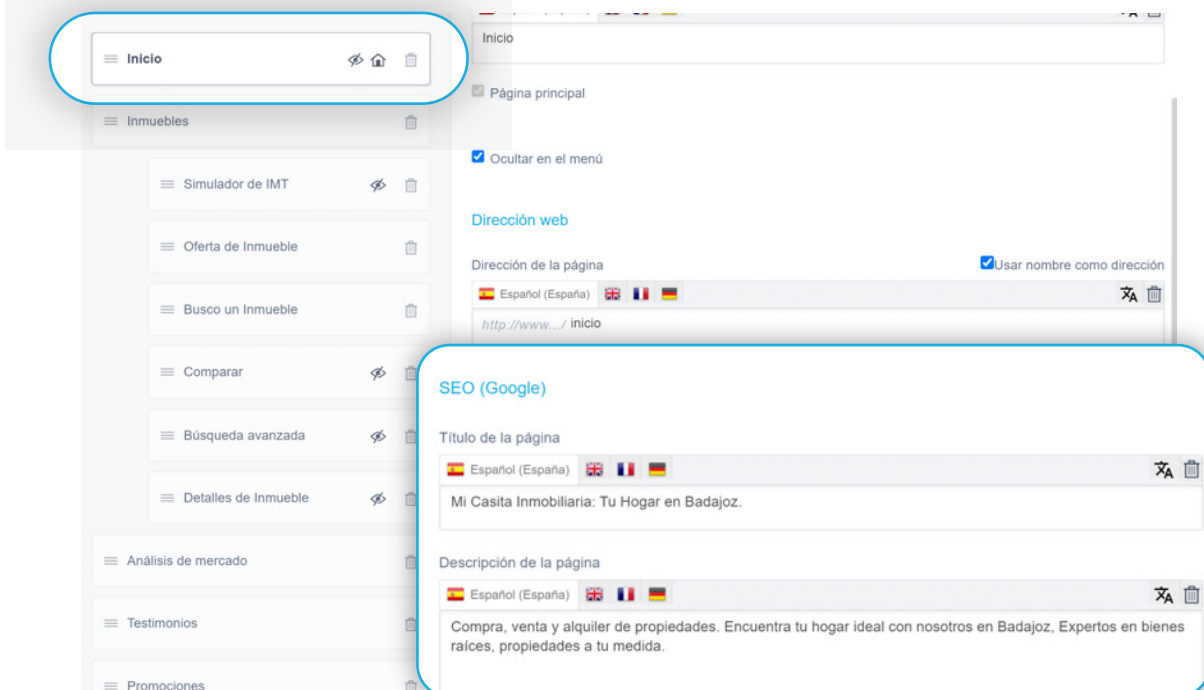 Inicio
Inmuebles
Simulador de IMT
Oferta de Inmueble
Busco un Inmueble
Comparar
Búsqueda avanzada
Detalles de Inmueble
Análisis de mercado
Testimonios
Promociones
Inicio
Página principal
Ocultar en el menú
Dirección web
Dirección de la página
Usar nombre como dirección
Español (España)
http://www.../ inicio
SEO (Google)
Título de la página
Español (España)
Mi Casita Inmobiliaria: Tu Hogar en Badajoz.
Descripción de la página
Español (España)
Compra, venta y alquiler de propiedades. Encuentra tu hogar ideal con nosotros en Badajoz, Expertos en bienes
raíces, propiedades a tu medida.